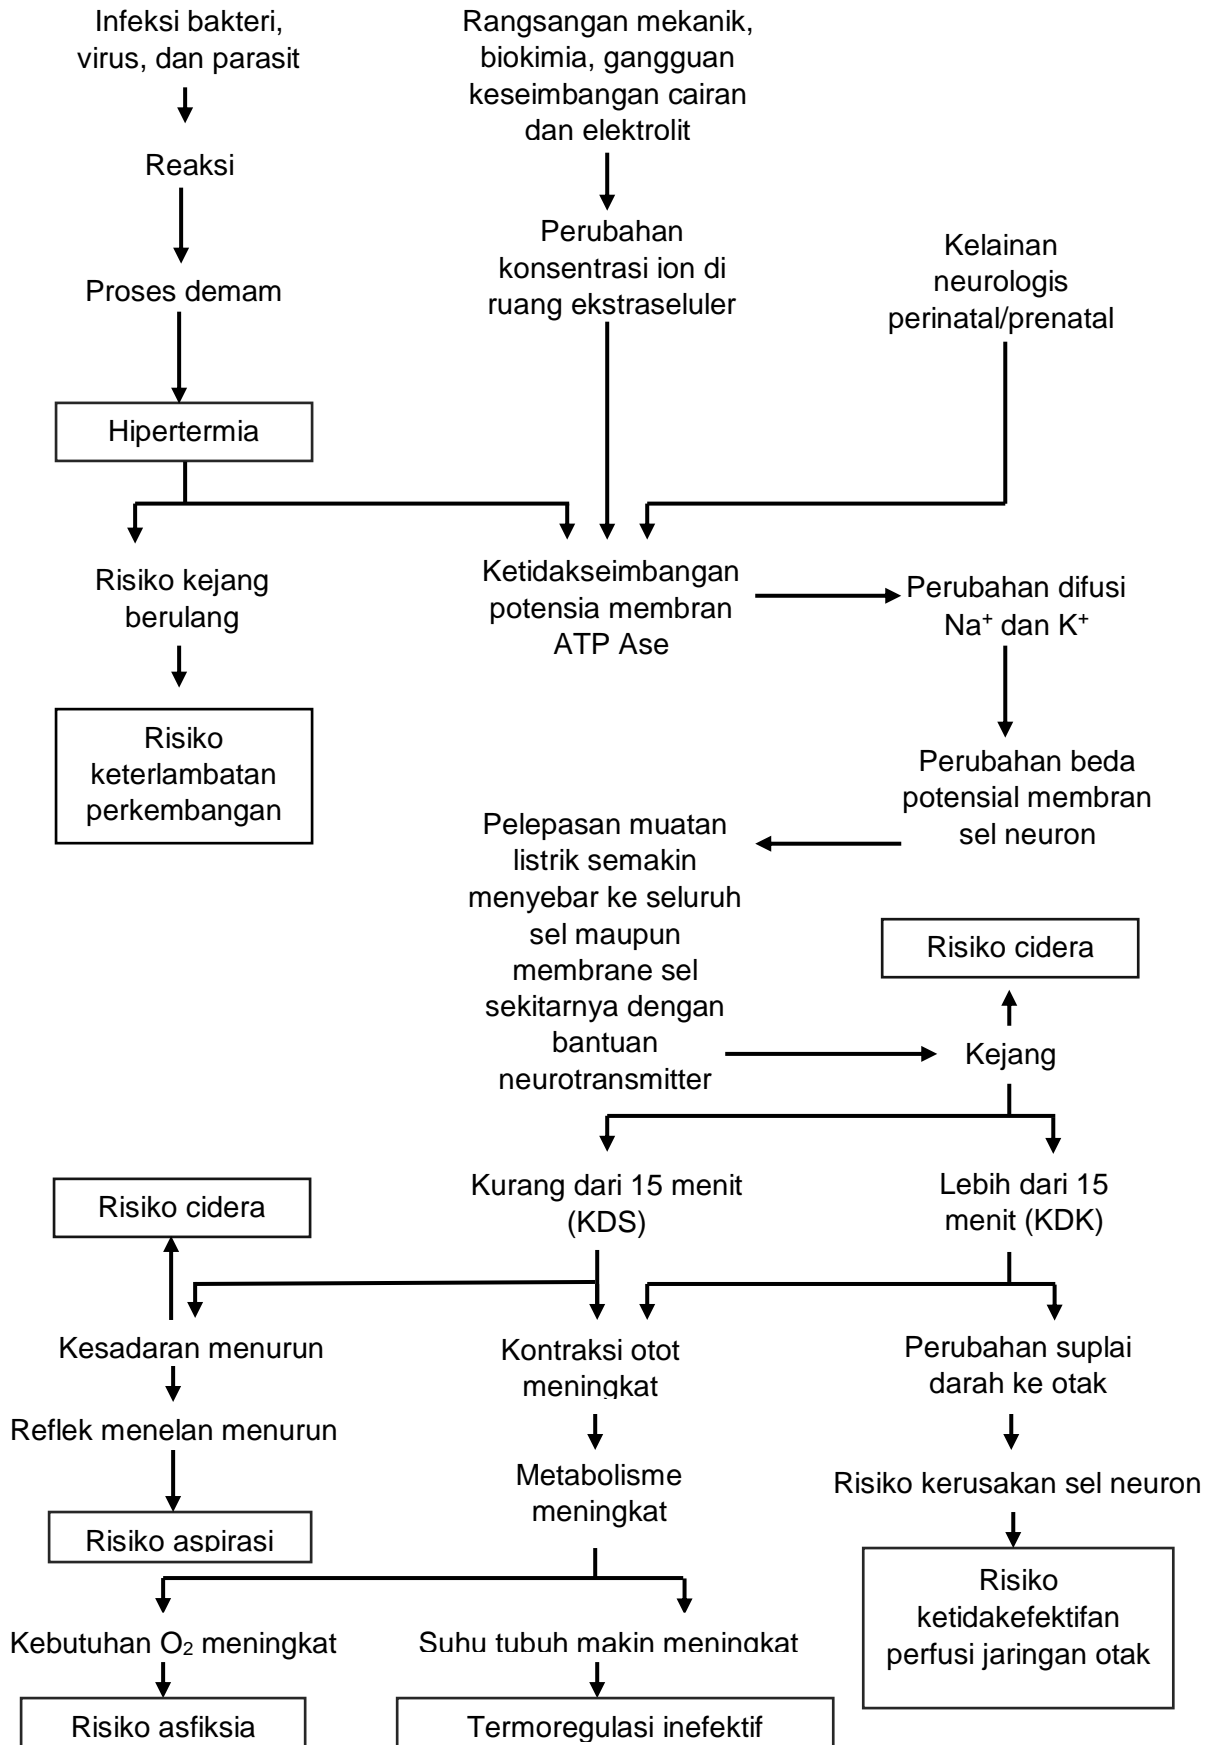 Infeksi bakteri,
virus, dan parasit
Rangsangan mekanik,
biokimia, gangguan
keseimbangan cairan
dan elektrolit
Reaksi
Perubahan
konsentrasi ion di
ruang ekstraseluler
Kelainan
neurologis
perinatal/prenatal
Proses demam
Hipertermia
Risiko kejang
berulang
Ketidakseimbangan
potensia membran
ATP Ase
Perubahan difusi
Na⁺ dan K⁺
Risiko
keterlambatan
perkembangan
Perubahan beda
potensial membran
sel neuron
Pelepasan muatan
listrik semakin
menyebar ke seluruh
sel maupun
membrane sel
sekitarnya dengan
bantuan
neurotransmitter
Risiko cidera
Kejang
Risiko cidera
Kurang dari 15 menit
(KDS)
Lebih dari 15
menit (KDK)
Kesadaran menurun
Kontraksi otot
meningkat
Perubahan suplai
darah ke otak
Reflek menelan menurun
Metabolisme
meningkat
Risiko kerusakan sel neuron
Risiko aspirasi
Risiko
ketidakefektifan
perfusi jaringan otak
Kebutuhan O₂ meningkat
Suhu tubuh makin meningkat
Risiko asfiksia
Termoregulasi inefektif